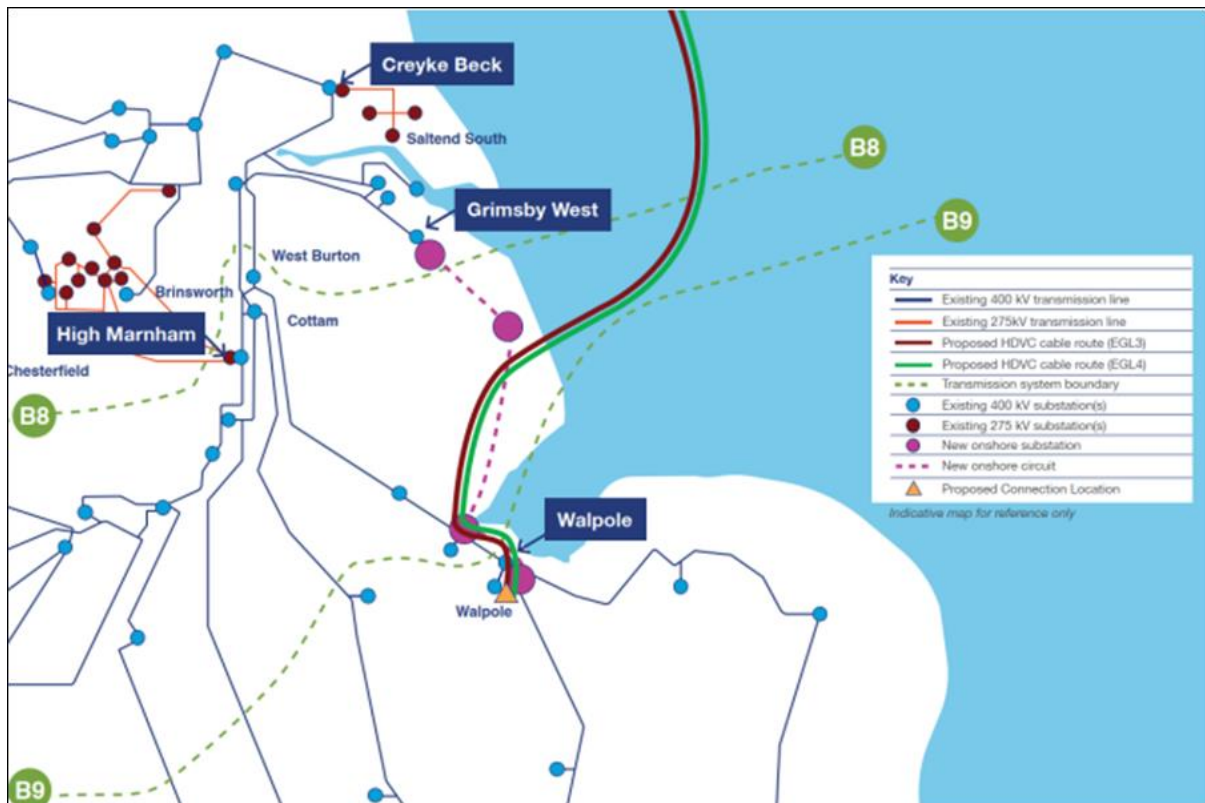 Creyke Beck
Saltend South
B8
B9
Grimsby West
West Burton
Brinsworth
Cottam
High Marnham
Chesterfield
B8
Key
Existing 400 kV transmission line
Existing 275kV transmission line
Proposed HDVC cable route (EGL3)
Proposed HDVC cable route (EGL4)
Transmission system boundary
Existing 400 kV substation(s)
Existing 275 kV substation(s)
New onshore substation
New onshore circuit
Proposed Connection Location
Indicative map for reference only
Walpole
Walpole
B9